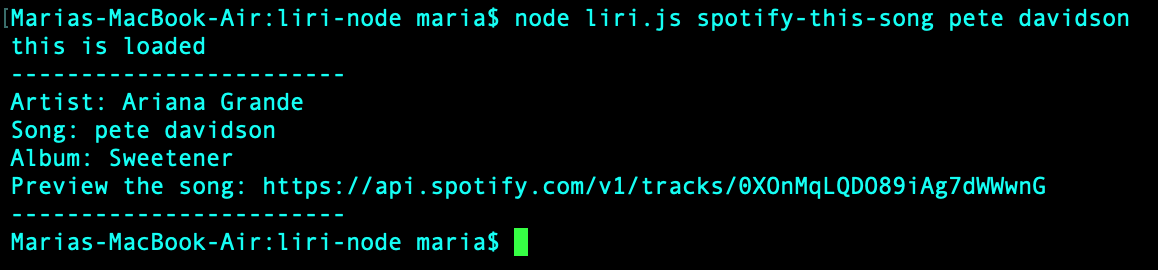 [Marias-MacBook-Air:liri-node maria$ node liri.js spotify-this-song pete davidson
this is loaded
------------------------
Artist: Ariana Grande
Song: pete davidson
Album: Sweetener
Preview the song: https://api.spotify.com/v1/tracks/0XOnMqLQDO89iAg7dWWwnG
------------------------
Marias-MacBook-Air:liri-node maria$